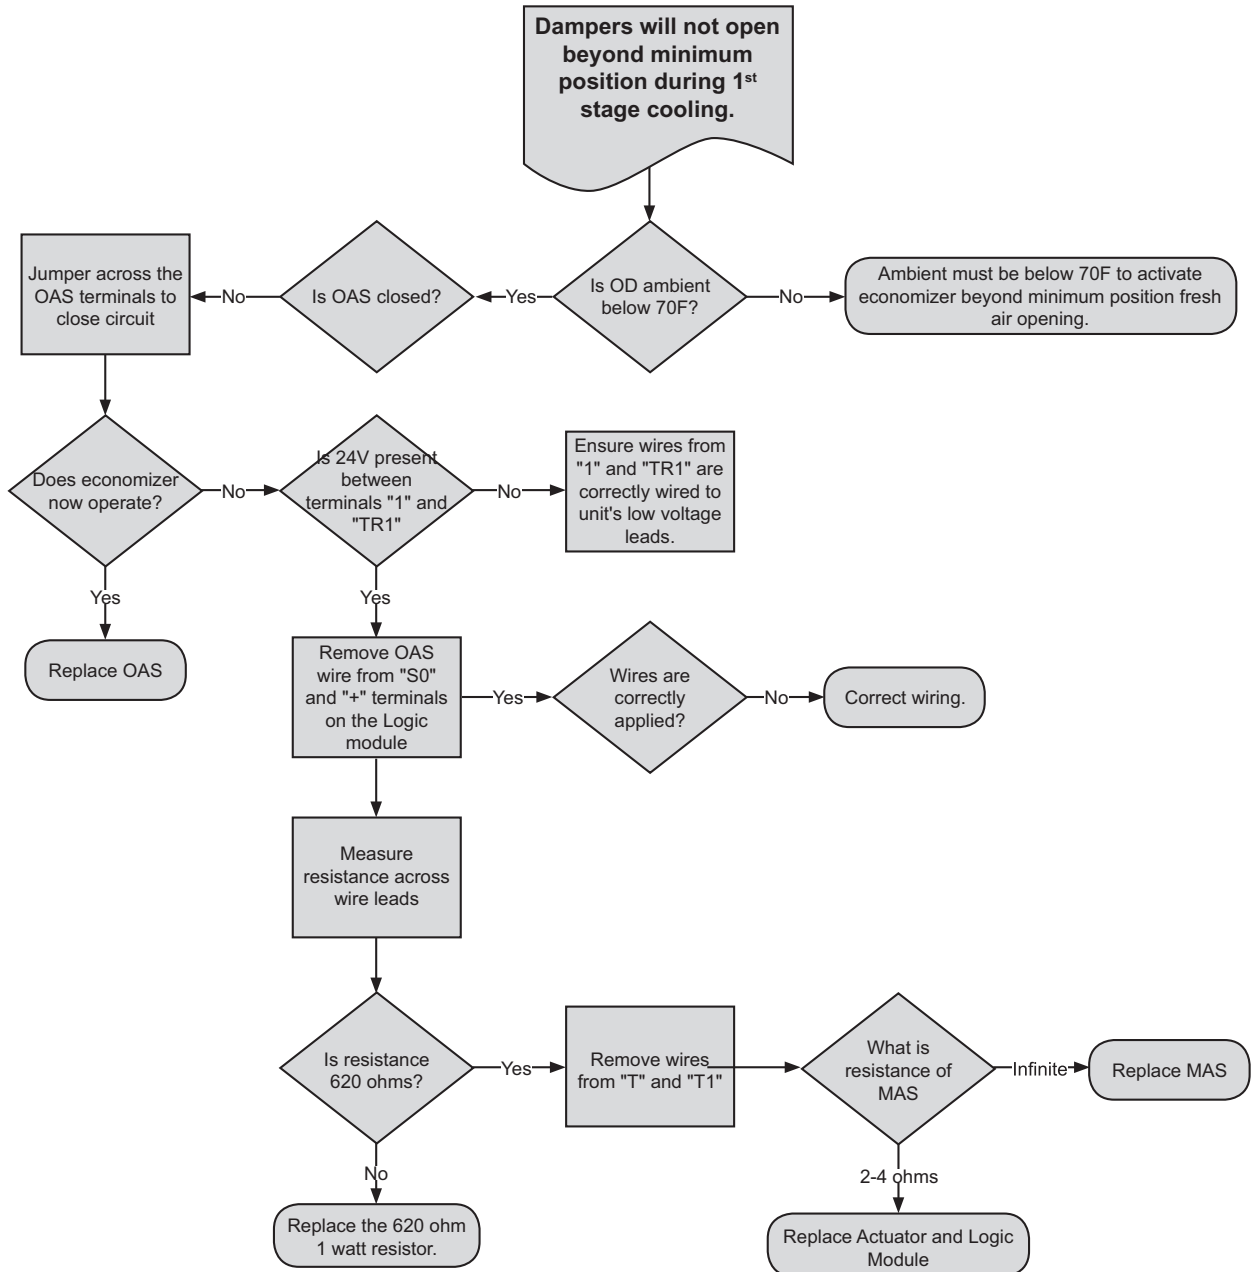 Dampers will not open
beyond minimum
position during 1st
stage cooling.
Jumper across the
OAS terminals to
close circuit
No
Is OAS closed?
Yes
Is OD ambient
below 70F?
No
Ambient must be below 70F to activate
economizer beyond minimum position fresh
air opening.
Does economizer
now operate?
No
Is 24V present
between
terminals "1" and
"TR1"
No
Ensure wires from
"1" and "TR1" are
correctly wired to
unit's low voltage
leads.
Yes
Yes
Replace OAS
Remove OAS
wire from "S0"
and "+" terminals
on the Logic
module
Yes
Wires are
correctly
applied?
No
Correct wiring.
Measure
resistance across
wire leads
Is resistance
620 ohms?
Yes
Remove wires
from "T" and "T1"
What is
resistance of
MAS
Infinite
Replace MAS
No
2-4 ohms
Replace the 620 ohm
1 watt resistor.
Replace Actuator and Logic
Module